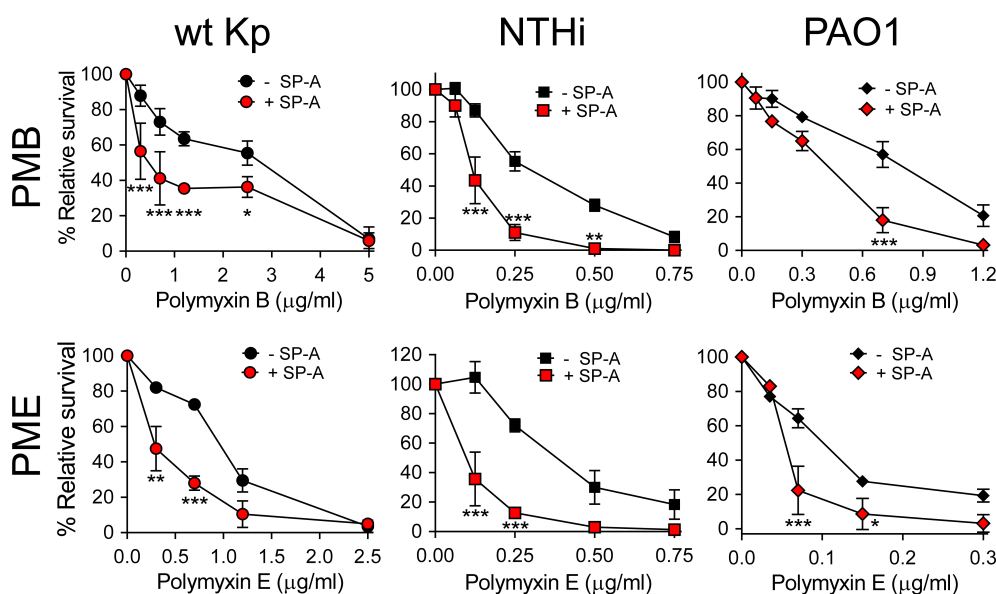 wt Kp NTHi PAO1
PMB
% Relative survival
100
80
60
40
20
0
- SP-A
+ SP-A
***
***
***
*
0 1 2 3 4 5
Polymyxin B (μg/ml)
100
80
60
40
20
0
- SP-A
+ SP-A
***
***
**
0.00 0.25 0.50 0.75
Polymyxin B (μg/ml)
100
80
60
40
20
0
- SP-A
+ SP-A
***
0.0 0.3 0.6 0.9 1.2
Polymyxin B (μg/ml)
PME
% Relative survival
100
80
60
40
20
0
- SP-A
+ SP-A
**
***
0.0 0.5 1.0 1.5 2.0 2.5
Polymyxin E (μg/ml)
120
100
80
60
40
20
0
- SP-A
+ SP-A
***
***
0.00 0.25 0.50 0.75
Polymyxin E (μg/ml)
100
80
60
40
20
0
- SP-A
+ SP-A
***
*
0.0 0.1 0.2 0.3
Polymyxin E (μg/ml)